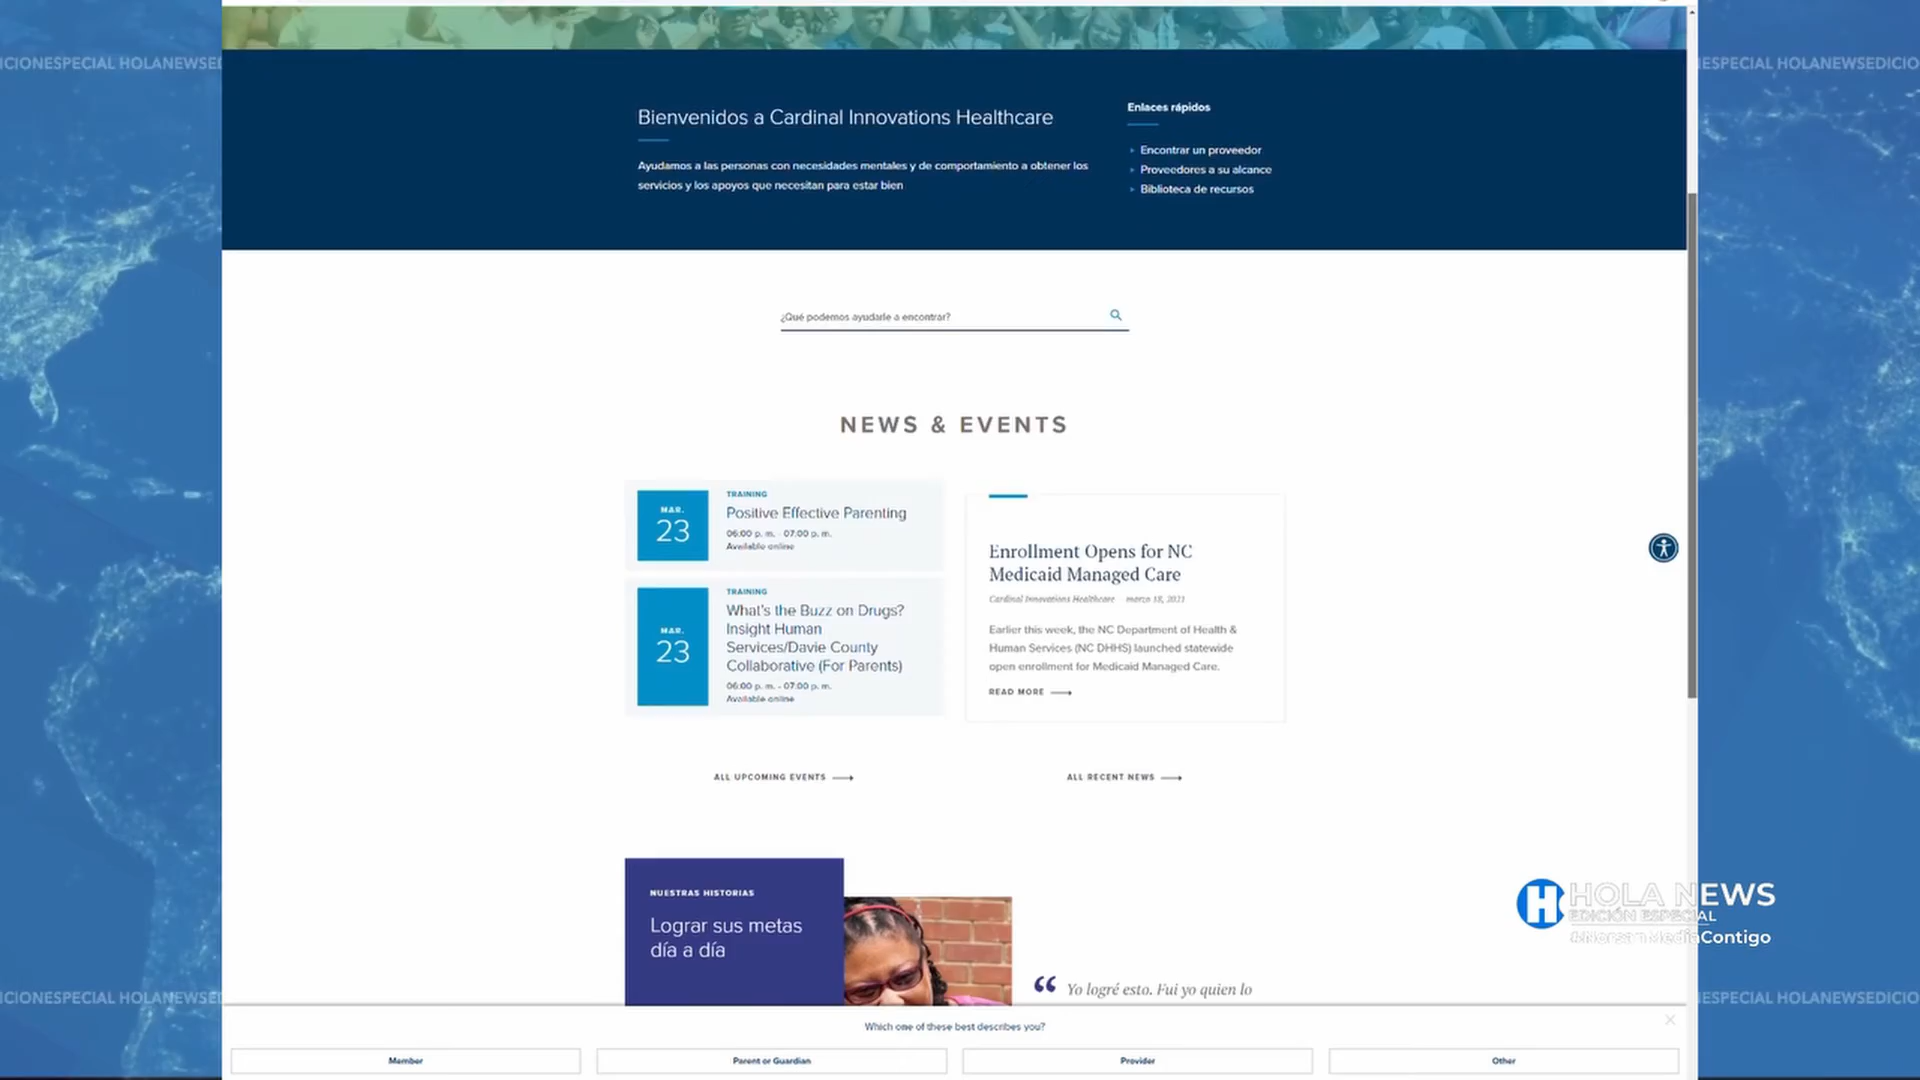 CIONESPECIAL HOLANEWSE
ESPECIAL HOLANEWSEDICIO
Bienvenidos a Cardinal Innovations Healthcare
Ayudamos a las personas con necesidades mentales y de comportamiento a obtener los
servicios y los apoyos que necesitan para estar bien
Enlaces rápidos
Encontrar un proveedor
Proveedores a su alcance
Biblioteca de recursos
¿Qué podemos ayudarle a encontrar?
NEWS & EVENTS
MAR.
23
TRAINING
Positive Effective Parenting
06:00 p. m. - 07:00 p. m.
Available online
MAR.
23
TRAINING
What's the Buzz on Drugs?
Insight Human
Services/Davie County
Collaborative (For Parents)
06:00 p. m. - 07:00 p. m.
Available online
ALL UPCOMING EVENTS
Enrollment Opens for NC
Medicaid Managed Care
Cardinal Innovations Healthcare marzo 18, 2021
Earlier this week, the NC Department of Health &
Human Services (NC DHHS) launched statewide
open enrollment for Medicaid Managed Care.
READ MORE
ALL RECENT NEWS
NUESTRAS HISTORIAS
Lograr sus metas
día a día
“ Yo logré esto. Fui yo quien lo
H HOLA NEWS
EDICIÓN ESPECIAL
#NorsanMediaContigo
CIONESPECIAL HOLANEWSE
ESPECIAL HOLANEWSEDICIO
Which one of these best describes you?
Member
Parent or Guardian
Provider
Other